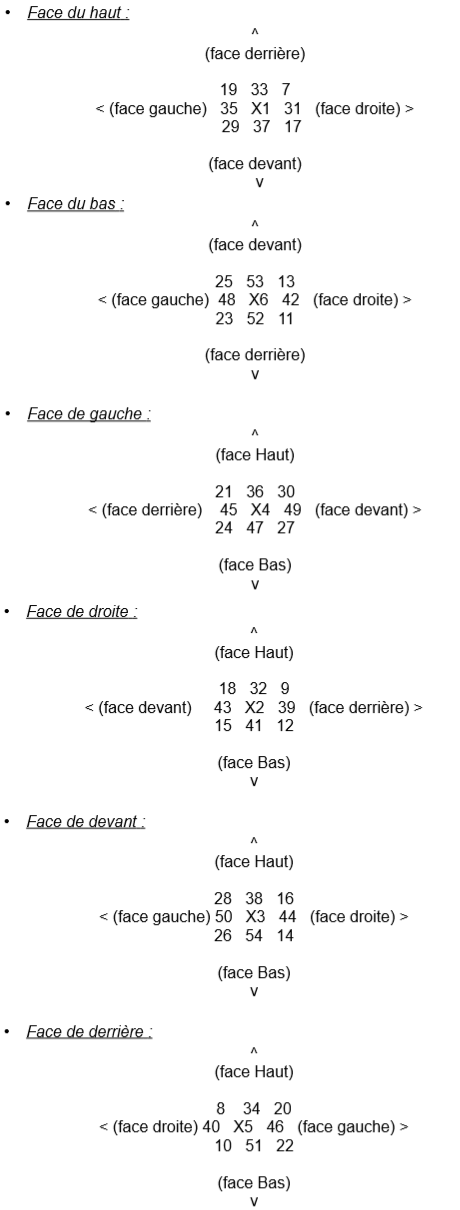 • Face du haut :
^
(face derrière)
19 33 7
< (face gauche) 35 X1 31 (face droite) >
29 37 17
(face devant)
v
• Face du bas :
^
(face devant)
25 53 13
< (face gauche) 48 X6 42 (face droite) >
23 52 11
(face derrière)
v
• Face de gauche :
^
(face Haut)
21 36 30
< (face derrière) 45 X4 49 (face devant) >
24 47 27
(face Bas)
v
• Face de droite :
^
(face Haut)
18 32 9
< (face devant) 43 X2 39 (face derrière) >
15 41 12
(face Bas)
v
• Face de devant :
^
(face Haut)
28 38 16
< (face gauche) 50 X3 44 (face droite) >
26 54 14
(face Bas)
v
• Face de derrière :
^
(face Haut)
8 34 20
< (face droite) 40 X5 46 (face gauche) >
10 51 22
(face Bas)
v